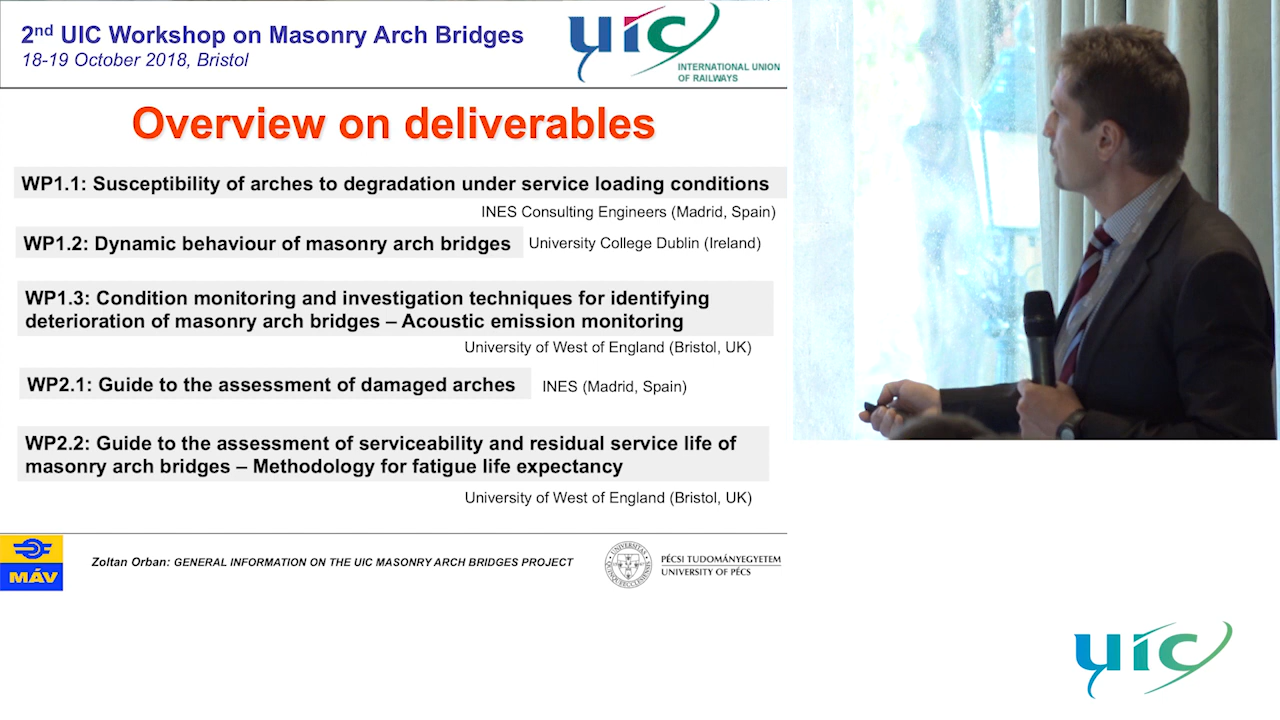 2nd UIC Workshop on Masonry Arch Bridges
18-19 October 2018, Bristol
uic
INTERNATIONAL UNION
OF RAILWAYS
Overview on deliverables
WP1.1: Susceptibility of arches to degradation under service loading conditions
INES Consulting Engineers (Madrid, Spain)
WP1.2: Dynamic behaviour of masonry arch bridges University College Dublin (Ireland)
WP1.3: Condition monitoring and investigation techniques for identifying
deterioration of masonry arch bridges – Acoustic emission monitoring
University of West of England (Bristol, UK)
WP2.1: Guide to the assessment of damaged arches INES (Madrid, Spain)
WP2.2: Guide to the assessment of serviceability and residual service life of
masonry arch bridges – Methodology for fatigue life expectancy
University of West of England (Bristol, UK)
MÁV
Zoltan Orban: GENERAL INFORMATION ON THE UIC MASONRY ARCH BRIDGES PROJECT
PÉCSI TUDOMÁNYEGYETEM
UNIVERSITY OF PÉCS
uic